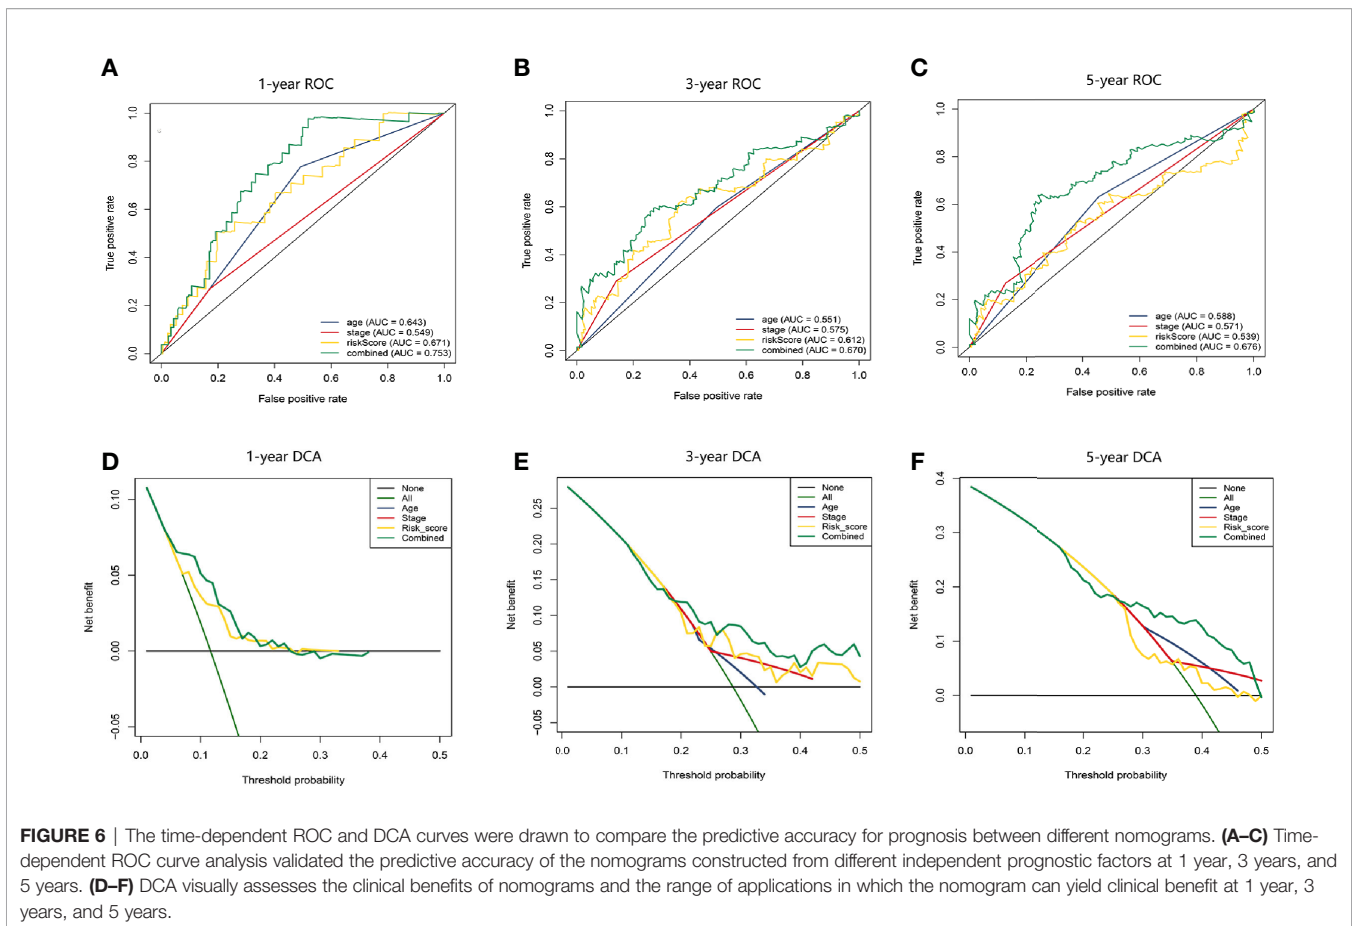 A
1-year ROC
True positive rate
1.0
0.8
0.6
0.4
0.2
0.0
age (AUC = 0.643)
stage (AUC = 0.549)
riskScore (AUC = 0.671)
combined (AUC = 0.753)
0.0 0.2 0.4 0.6 0.8 1.0
False positive rate
B
3-year ROC
True positive rate
1.0
0.8
0.6
0.4
0.2
0.0
age (AUC = 0.551)
stage (AUC = 0.575)
riskScore (AUC = 0.612)
combined (AUC = 0.670)
0.0 0.2 0.4 0.6 0.8 1.0
False positive rate
C
5-year ROC
True positive rate
1.0
0.8
0.6
0.4
0.2
0.0
age (AUC = 0.588)
stage (AUC = 0.571)
riskScore (AUC = 0.539)
combined (AUC = 0.676)
0.0 0.2 0.4 0.6 0.8 1.0
False positive rate
D
1-year DCA
Net benefit
0.10
0.05
0.00
−0.05
None
All
Age
Stage
Risk_score
Combined
0.0 0.1 0.2 0.3 0.4 0.5
Threshold probability
E
3-year DCA
Net benefit
0.25
0.20
0.15
0.10
0.05
0.00
−0.05
None
All
Age
Stage
Risk_score
Combined
0.0 0.1 0.2 0.3 0.4 0.5
Threshold probability
F
5-year DCA
Net benefit
0.4
0.3
0.2
0.1
0.0
None
All
Age
Stage
Risk_score
Combined
0.0 0.1 0.2 0.3 0.4 0.5
Threshold probability
FIGURE 6 | The time-dependent ROC and DCA curves were drawn to compare the predictive accuracy for prognosis between different nomograms. (A–C) Time-
dependent ROC curve analysis validated the predictive accuracy of the nomograms constructed from different independent prognostic factors at 1 year, 3 years, and
5 years. (D–F) DCA visually assesses the clinical benefits of nomograms and the range of applications in which the nomogram can yield clinical benefit at 1 year, 3
years, and 5 years.